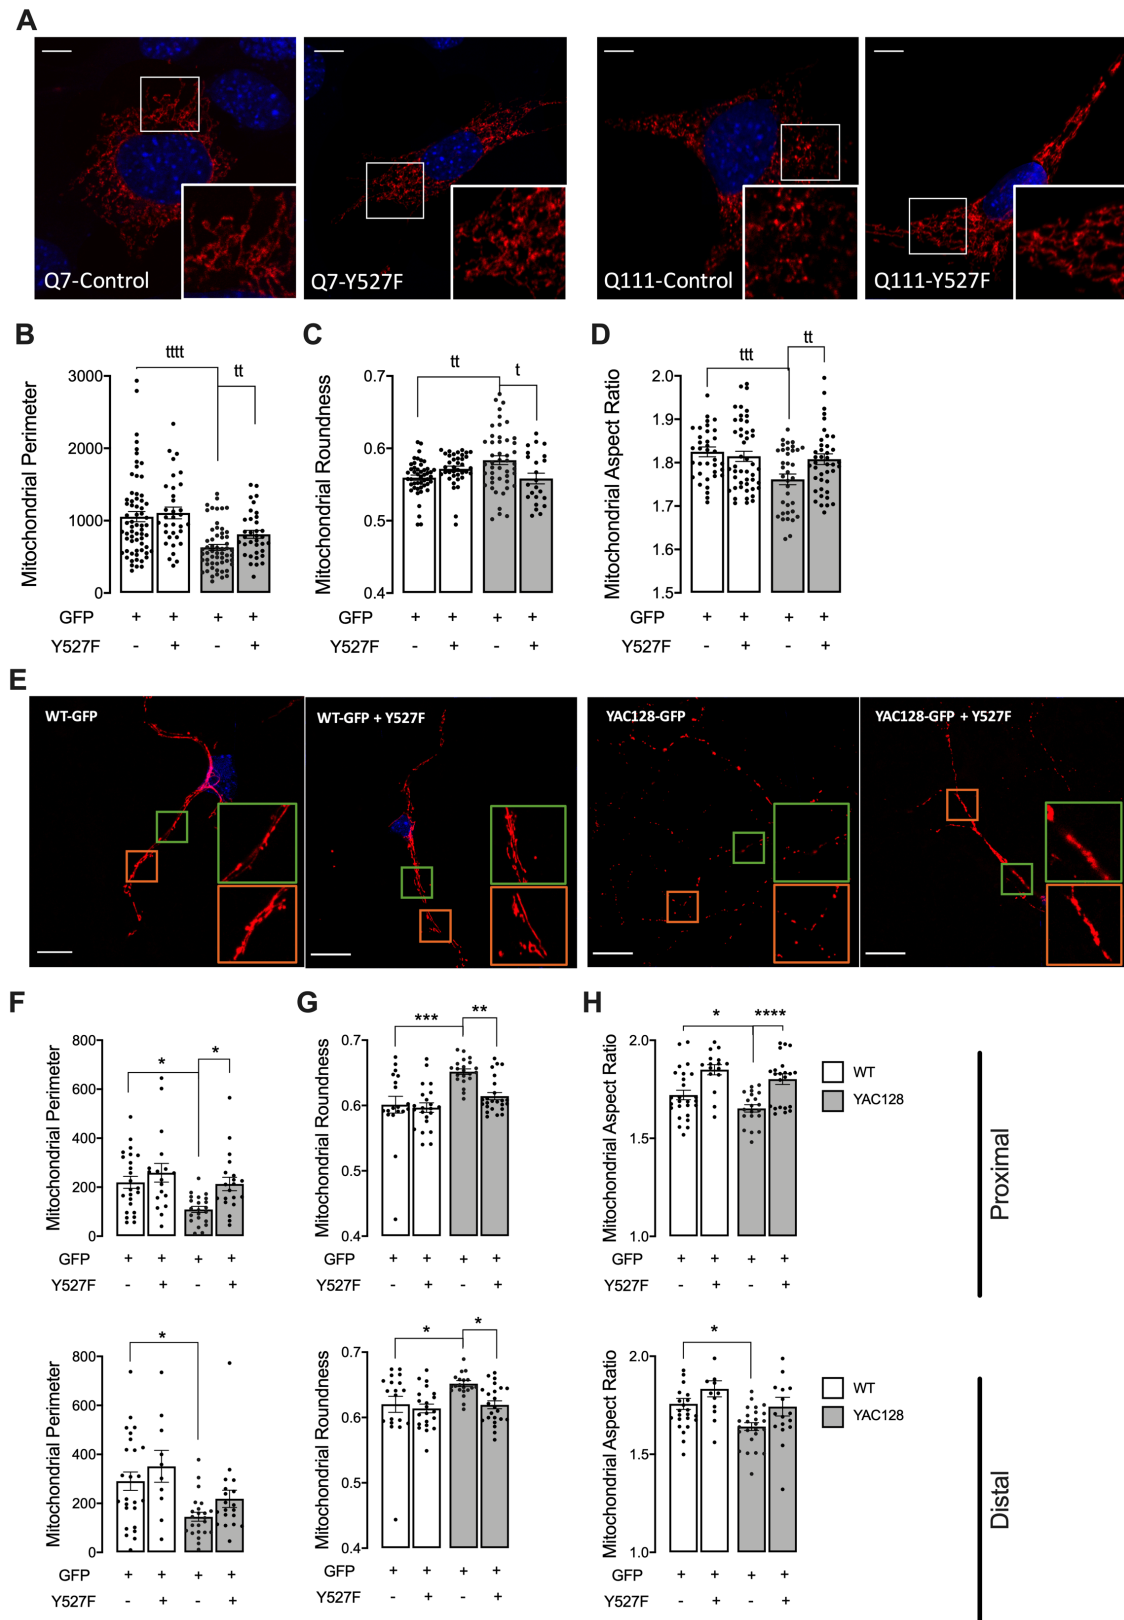 A
Q7-Control
Q7-Y527F
Q111-Control
Q111-Y527F
B
C
D
Mitochondrial Perimeter
3000
2000
1000
0
tttt
tt
GFP + + + +
Y527F - + - +
Mitochondrial Roundness
0.7
0.6
0.5
0.4
tt
t
+ + + +
- + - +
Mitochondrial Aspect Ratio
2.0
1.9
1.8
1.7
1.6
1.5
ttt
tt
+ + + +
- + - +
E
WT-GFP
WT-GFP + Y527F
YAC128-GFP
YAC128-GFP + Y527F
F
G
H
Mitochondrial Perimeter
800
600
400
200
0
*
*
GFP + + + +
Y527F - + - +
Mitochondrial Roundness
0.7
0.6
0.5
0.4
***
**
GFP + + + +
Y527F - + - +
Mitochondrial Aspect Ratio
2.0
1.5
1.0
*
****
GFP + + + +
Y527F - + - +
WT
YAC128
Proximal
Mitochondrial Perimeter
800
600
400
200
0
*
GFP + + + +
Y527F - + - +
Mitochondrial Roundness
0.7
0.6
0.5
0.4
*
*
GFP + + + +
Y527F - + - +
Mitochondrial Aspect Ratio
2.0
1.5
1.0
*
GFP + + + +
Y527F - + - +
WT
YAC128
Distal